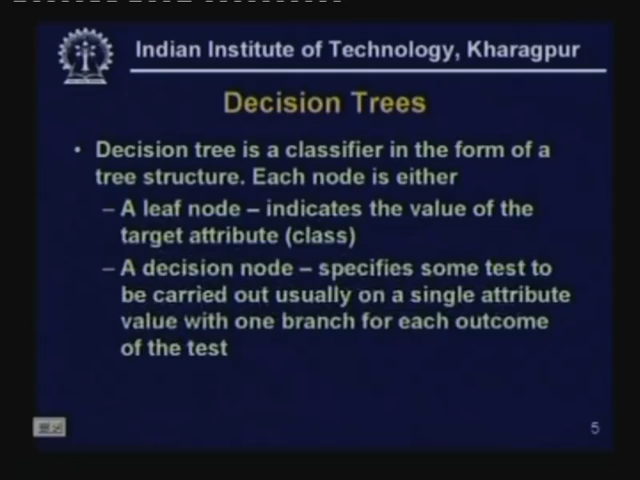 Indian Institute of Technology, Kharagpur
Decision Trees
• Decision tree is a classifier in the form of a
tree structure. Each node is either
– A leaf node – indicates the value of the
target attribute (class)
– A decision node – specifies some test to
be carried out usually on a single attribute
value with one branch for each outcome
of the test
5